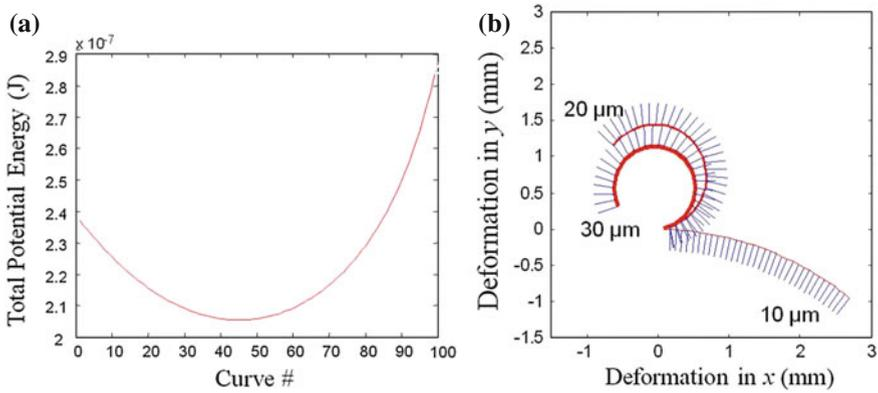 (a)
x 10⁻⁷
2.9
2.8
2.7
2.6
2.5
2.4
2.3
2.2
2.1
2
0 10 20 30 40 50 60 70 80 90 100
Total Potential Energy (J)
Curve #
(b)
3
2.5
2
1.5
1
0.5
0
-0.5
-1
-1.5
-1 0 1 2 3
Deformation in y (mm)
Deformation in x (mm)
20 µm
30 µm
10 µm